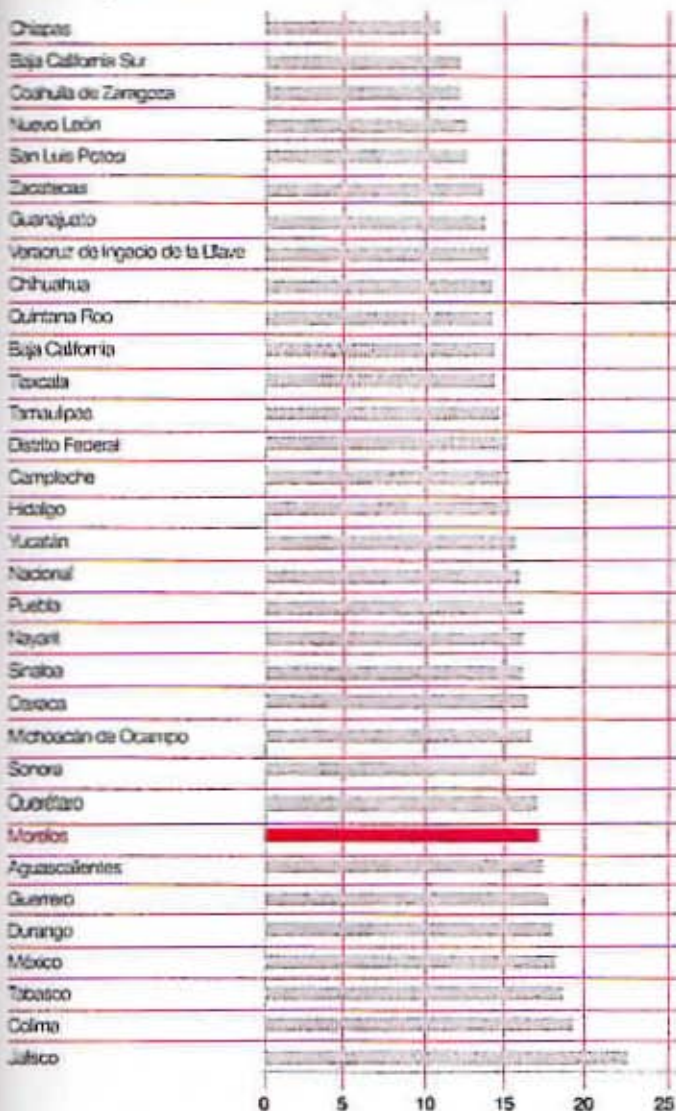 Chiapas
Baja California Sur
Coahuila de Zaragoza
Nuevo León
San Luis Potosí
Zacatecas
Guanajuato
Veracruz de Ingacio de la Llave
Chihuahua
Quintana Roo
Baja California
Tlaxcala
Tamaulipas
Distrito Federal
Campleche
Hidalgo
Yucatán
Nacional
Puebla
Nayarit
Sinaloa
Oaxaca
Michoacán de Ocampo
Sonora
Querétaro
Morelos
Aguascalientes
Guerrero
Durango
México
Tabasco
Colima
Jalisco
0 5 10 15 20 25